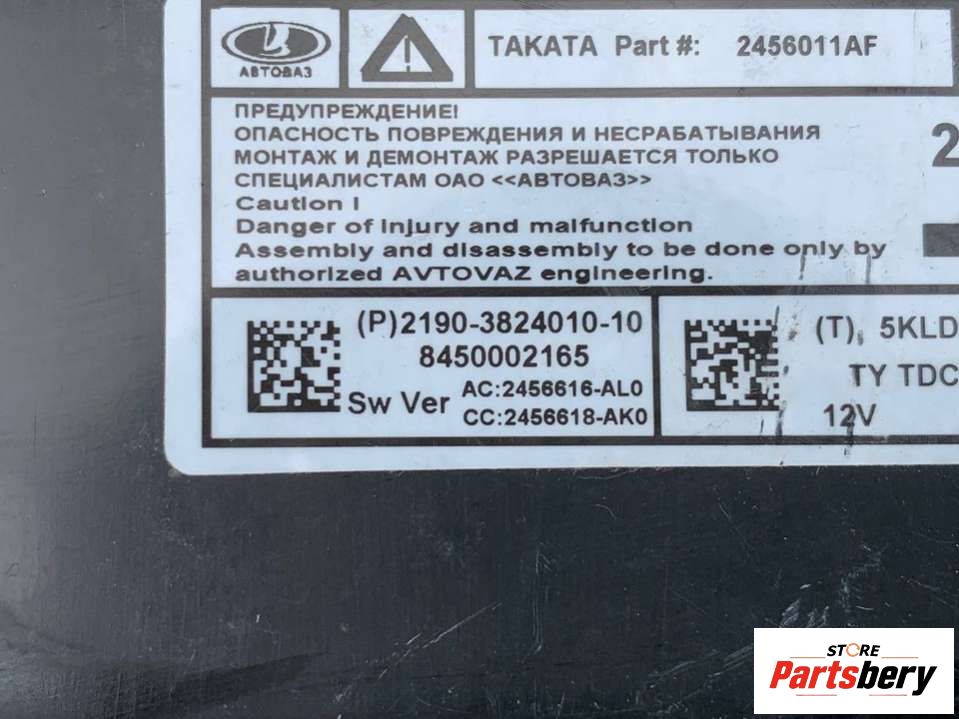 АВТОВАЗ
TAKATA Part #: 2456011AF
ПРЕДУПРЕЖДЕНИЕ!
ОПАСНОСТЬ ПОВРЕЖДЕНИЯ И НЕСРАБАТЫВАНИЯ
МОНТАЖ И ДЕМОНТАЖ РАЗРЕШАЕТСЯ ТОЛЬКО
СПЕЦИАЛИСТАМ ОАО <<АВТОВАЗ>>
Caution !
Danger of injury and malfunction
Assembly and disassembly to be done only by
authorized AVTOVAZ engineering.
2
(P)2190-3824010-10
8450002165
Sw Ver AC:2456616-AL0
CC:2456618-AK0
(T), 5KLD
TY TDC
12V
STORE
Partsbery